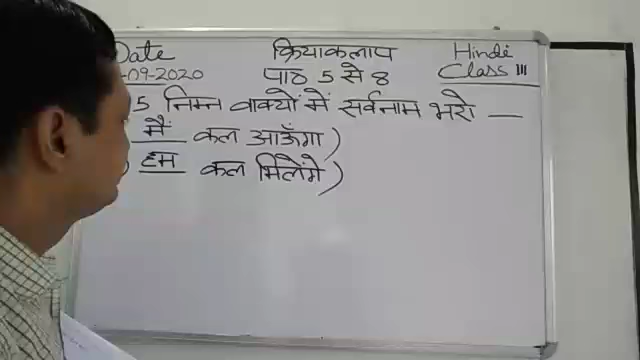 Date क्रियाकलाप Hindi
-09-2020 पाठ 5 से 8 Class III
5 निम्न वाक्यों में सर्वनाम भरो —
मैं कल आऊँगा)
हम कल मिलेंगे)